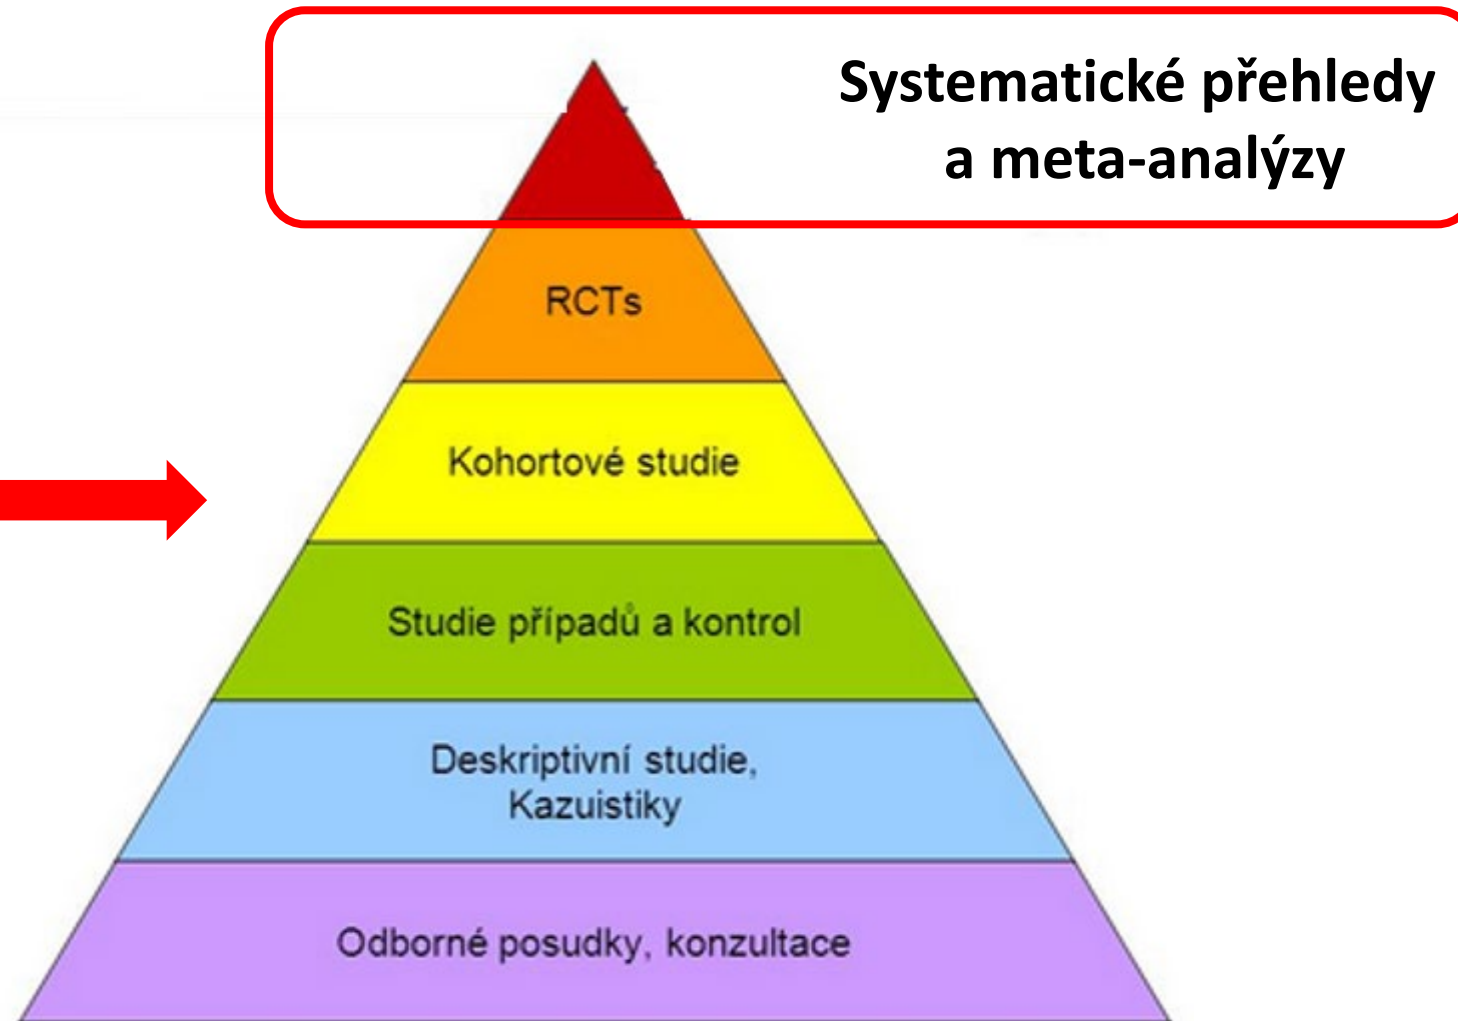 Systematické přehledy
a meta-analýzy
RCTs
Kohortové studie
Studie případů a kontrol
Deskriptivní studie,
Kazuistiky
Odborné posudky, konzultace